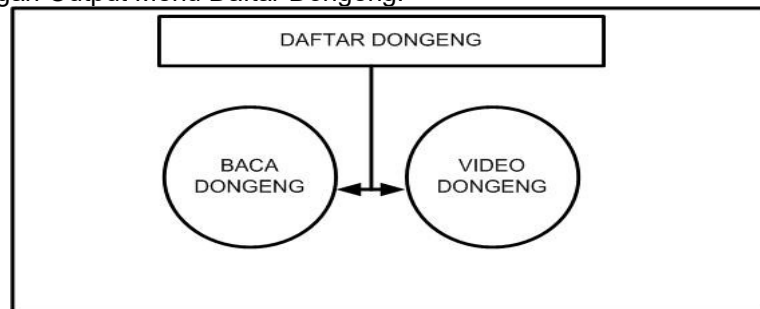 Output Menu Daftar Dongeng.
DAFTAR DONGENG
BACA
DONGENG
VIDEO
DONGENG